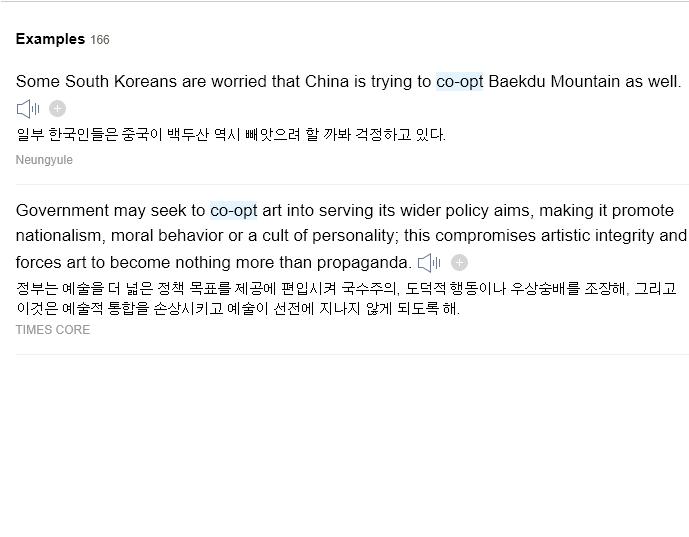 Examples 166
Some South Koreans are worried that China is trying to co-opt Baekdu Mountain as well.
일부 한국인들은 중국이 백두산 역시 빼앗으려 할 까봐 걱정하고 있다.
Neungyule
Government may seek to co-opt art into serving its wider policy aims, making it promote
nationalism, moral behavior or a cult of personality; this compromises artistic integrity and
forces art to become nothing more than propaganda.
정부는 예술을 더 넓은 정책 목표를 제공에 편입시켜 국수주의, 도덕적 행동이나 우상숭배를 조장해, 그리고
이것은 예술적 통합을 손상시키고 예술이 선전에 지나지 않게 되도록 해.
TIMES CORE